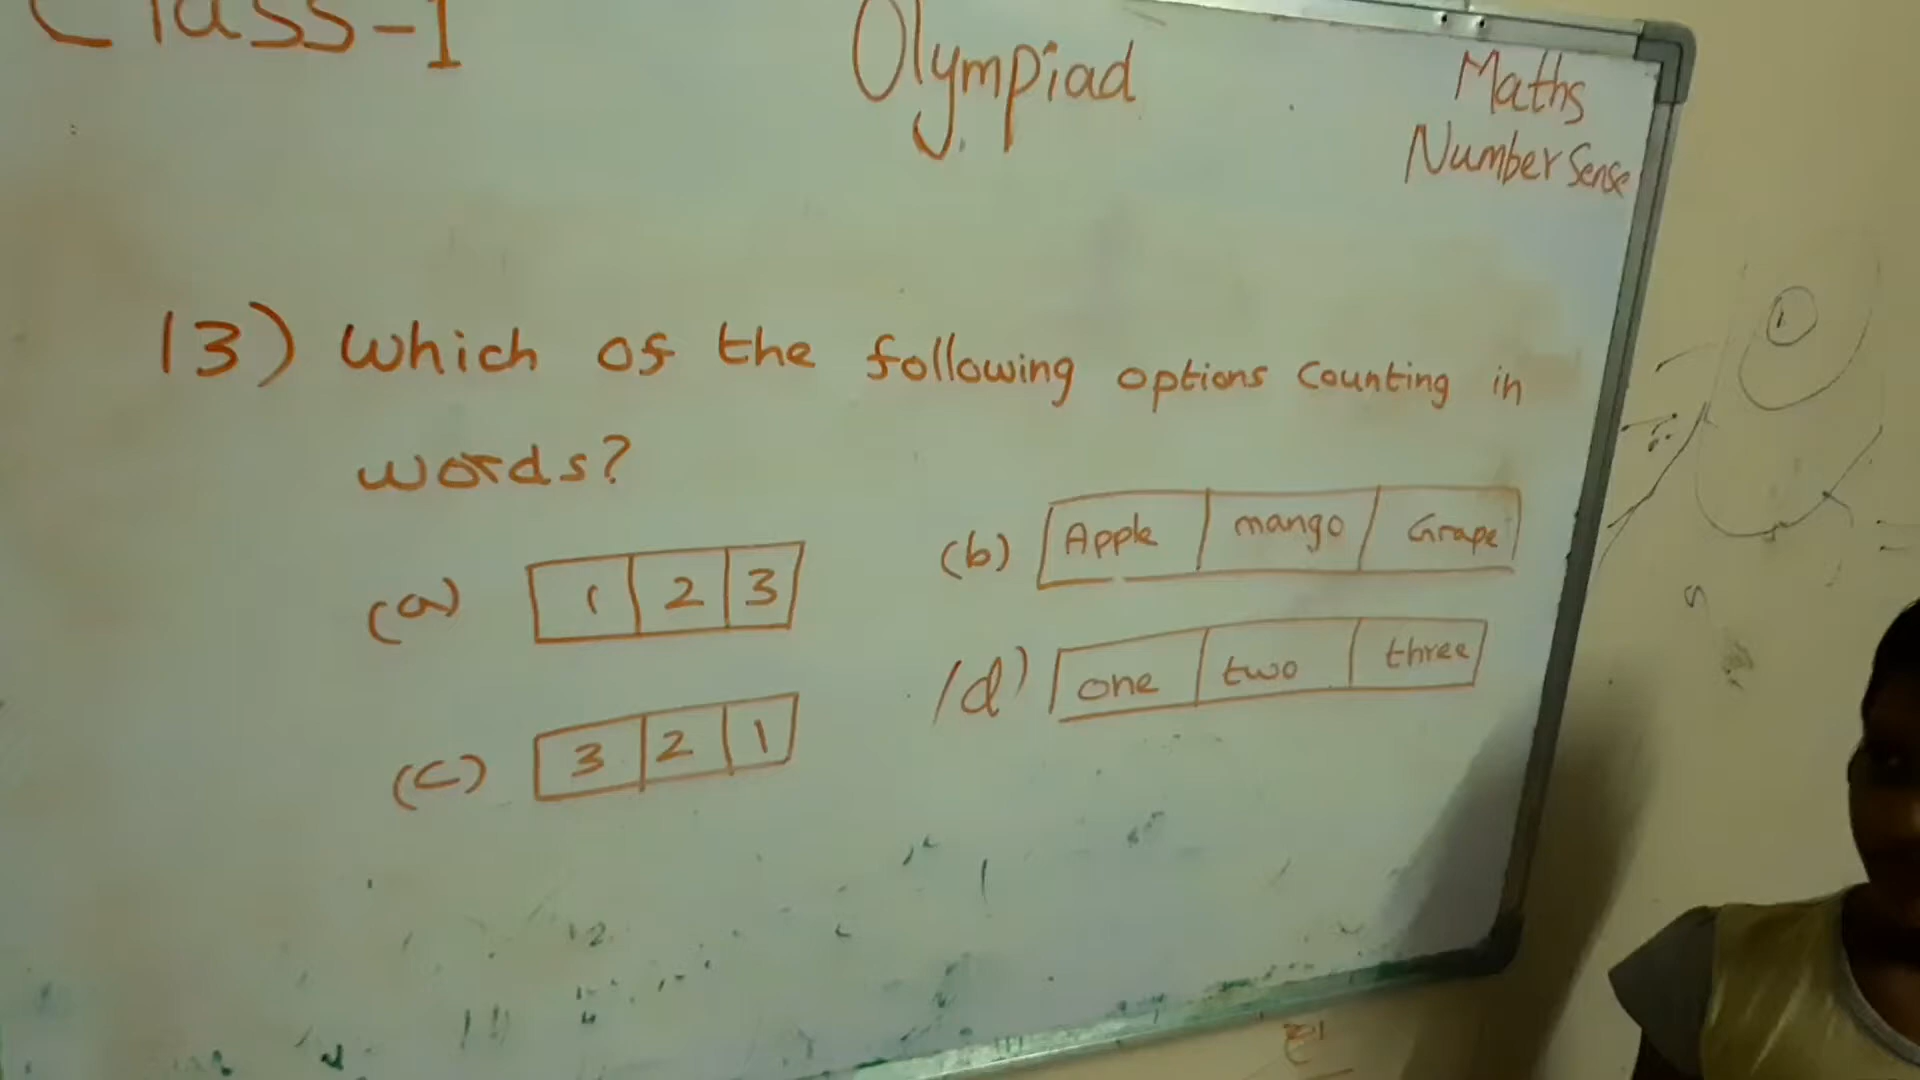 Class-1
Olympiad
Maths
Number Sense
13) Which of the following options counting in
words?
(a) 1 2 3
(b) Apple mango Grape
(c) 3 2 1
(d) one two three